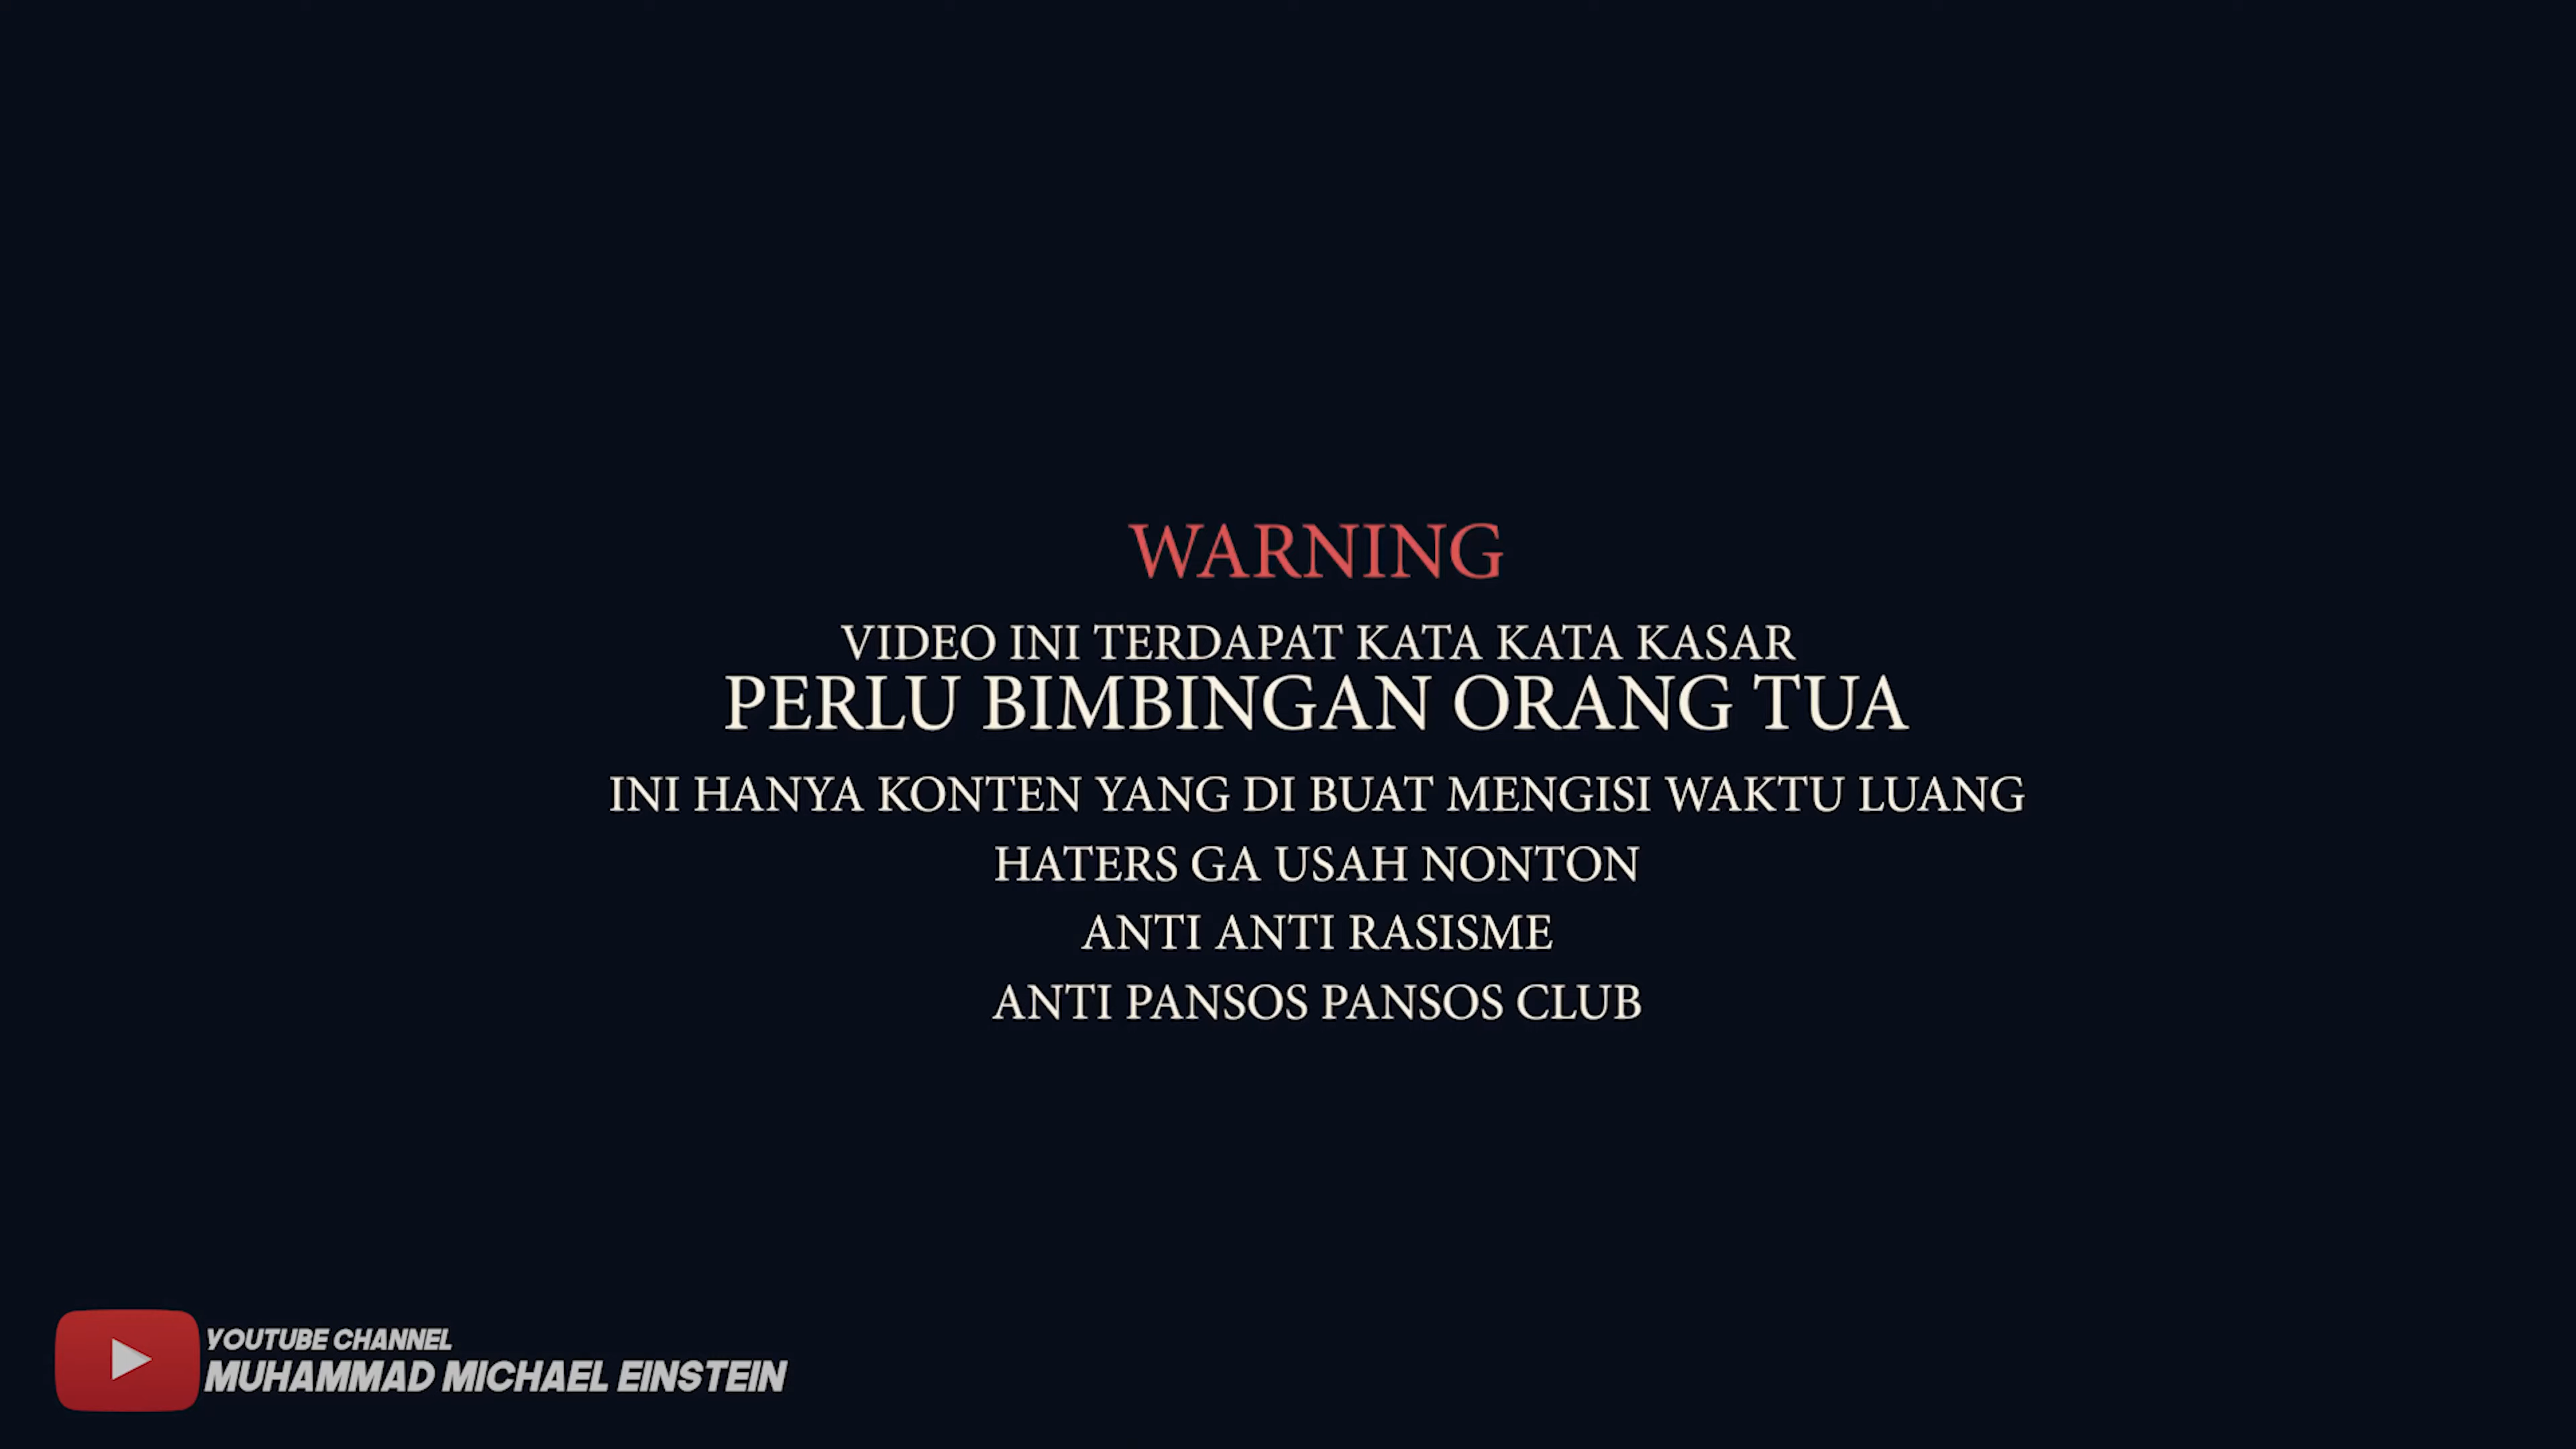 WARNING
VIDEO INI TERDAPAT KATA KATA KASAR
PERLU BIMBINGAN ORANG TUA
INI HANYA KONTEN YANG DI BUAT MENGISI WAKTU LUANG
HATERS GA USAH NONTON
ANTI ANTI RASISME
ANTI PANSOS PANSOS CLUB
YOUTUBE CHANNEL
MUHAMMAD MICHAEL EINSTEIN